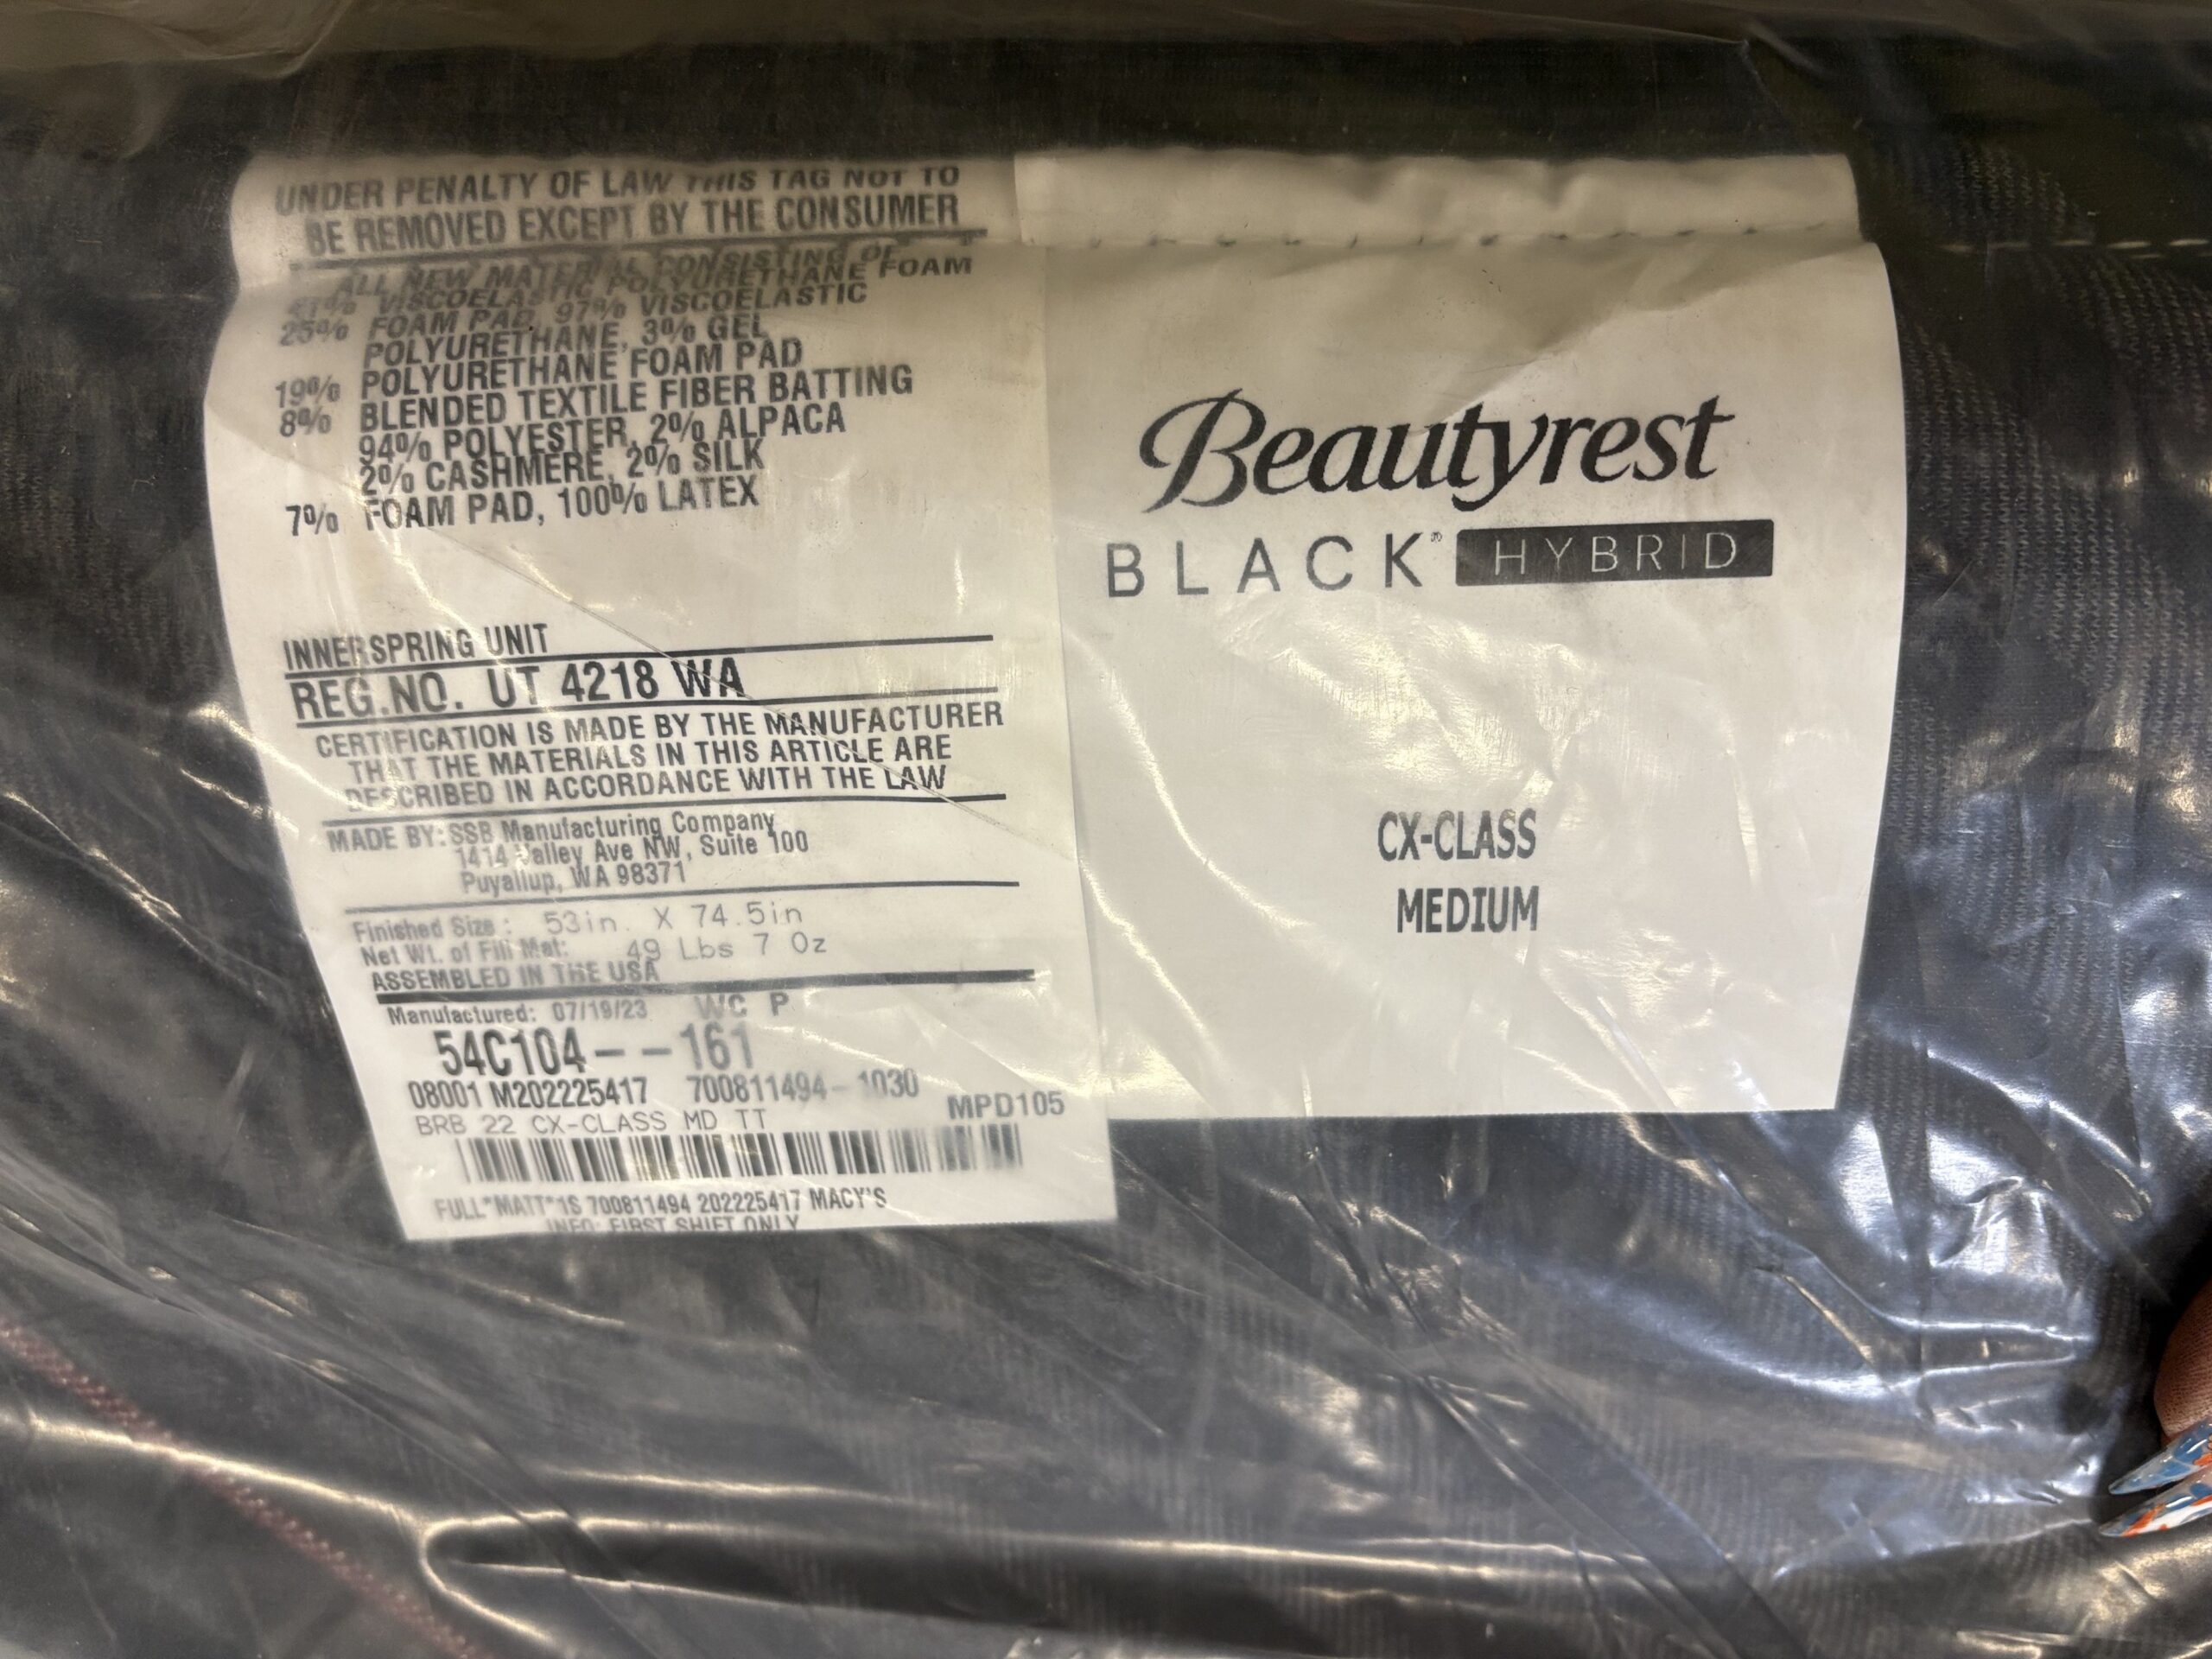 UNDER PENALTY OF LAW THIS TAG NOT TO
BE REMOVED EXCEPT BY THE CONSUMER
ALL NEW MATERIAL CONSISTING OF
VISCOELASTIC POLYURETHANE FOAM
25% FOAM PAD, 97% VISCOELASTIC
POLYURETHANE, 3% GEL
19% POLYURETHANE FOAM PAD
8% BLENDED TEXTILE FIBER BATTING
94% POLYESTER, 2% ALPACA
2% CASHMERE, 2% SILK
7% FOAM PAD, 100% LATEX
INNERSPRING UNIT
REG.NO. UT 4218 WA
CERTIFICATION IS MADE BY THE MANUFACTURER
THAT THE MATERIALS IN THIS ARTICLE ARE
DESCRIBED IN ACCORDANCE WITH THE LAW
MADE BY: SSB Manufacturing Company
1414 Valley Ave NW, Suite 100
Puyallup, WA 98371
Finished Size : 53in. X 74.5in
Net Wt. of Fill Mat: 49 Lbs 7 Oz
ASSEMBLED IN THE USA
Manufactured: 07/19/23 WC P
54C104-- -161
08001 M202225417 700811494-1030 MPD105
BRB 22 CX-CLASS MD TT
FULL*MATT*1S 700811494 202225417 MACY'S
INFO: FIRST SHIFT ONLY
Beautyrest
BLACK® HYBRID
CX-CLASS
MEDIUM